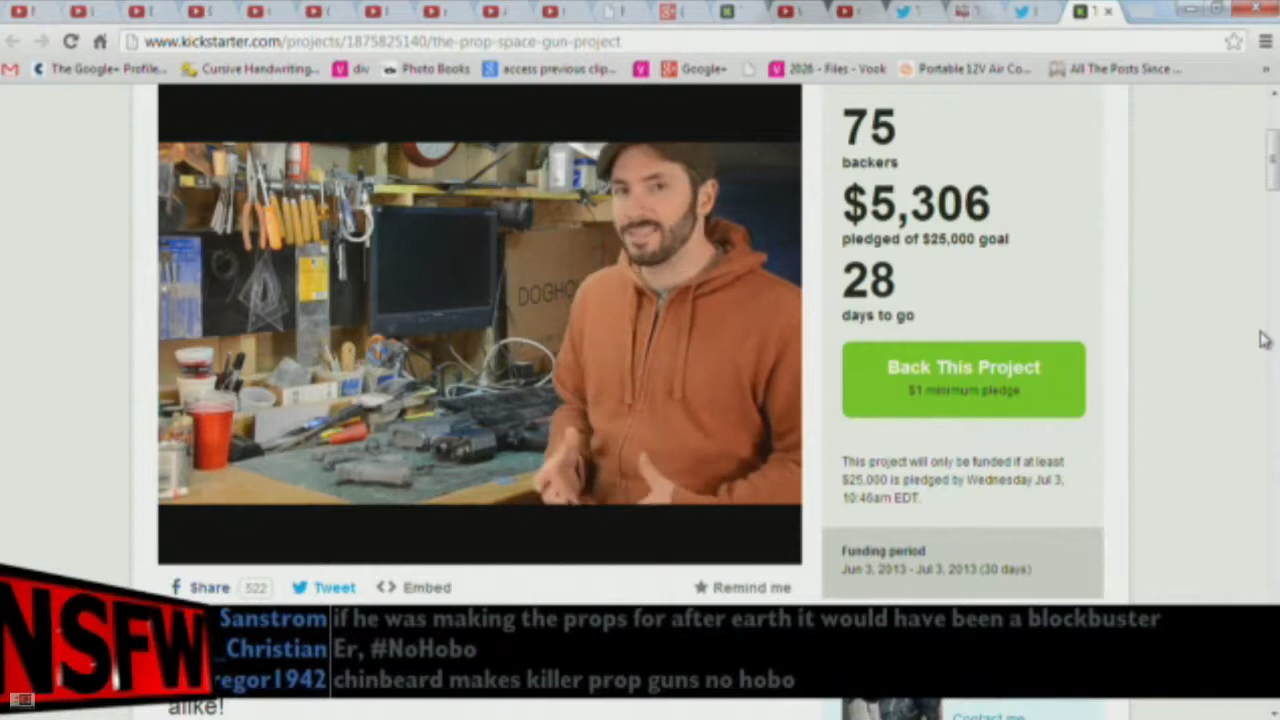 www.kickstarter.com/projects/1875825140/the-prop-space-gun-project
The Google+ Profile... Cursive Handwriting... div Photo Books access previous clip... Google+ 2026 - Files - Vook Portable 12V Air Co... All The Posts Since ... »
DOGHO
75
backers
$5,306
pledged of $25,000 goal
28
days to go
Back This Project
$1 minimum pledge
This project will only be funded if at least
$25,000 is pledged by Wednesday Jul 3,
10:46am EDT.
Funding period
Jun 3, 2013 - Jul 3, 2013 (30 days)
Share 522 Tweet Embed Remind me
NSFW
Sanstrom if he was making the props for after earth it would have been a blockbuster
_Christian Er, #NoHobo
regor1942 chinbeard makes killer prop guns no hobo
alike!
Contact me